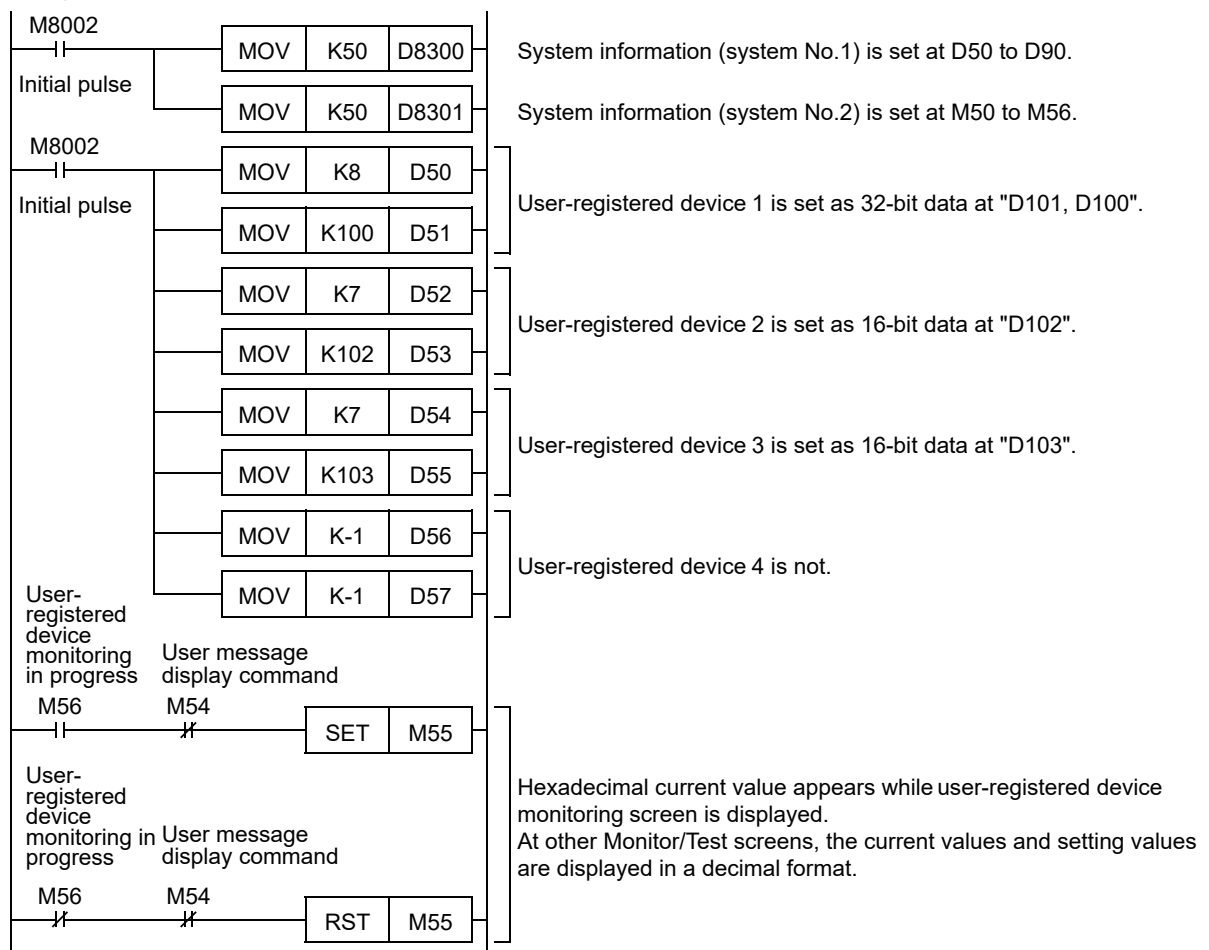 M8002
MOV K50 D8300 System information (system No.1) is set at D50 to D90.
Initial pulse
MOV K50 D8301 System information (system No.2) is set at M50 to M56.
M8002
MOV K8 D50
Initial pulse
User-registered device 1 is set as 32-bit data at "D101, D100".
MOV K100 D51
MOV K7 D52
User-registered device 2 is set as 16-bit data at "D102".
MOV K102 D53
MOV K7 D54
User-registered device 3 is set as 16-bit data at "D103".
MOV K103 D55
MOV K-1 D56
User-registered device 4 is not.
MOV K-1 D57
User-
registered
device
monitoring
in progress
User message
display command
M56 M54
SET M55
User-
registered
device
monitoring in
progress
User message
display command
Hexadecimal current value appears while user-registered device
monitoring screen is displayed.
At other Monitor/Test screens, the current values and setting values
are displayed in a decimal format.
M56 M54
RST M55